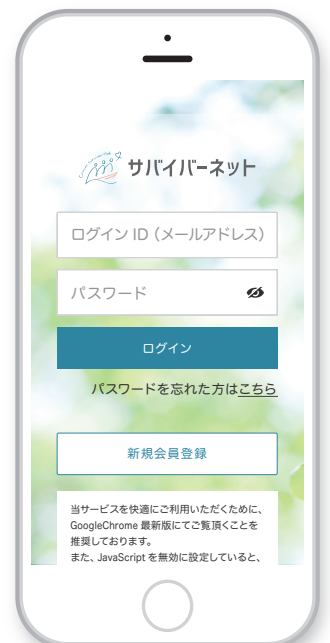 サバイバーネット
ログイン ID（メールアドレス）
パスワード
ログイン
パスワードを忘れた方はこちら
新規会員登録
当サービスを快適にご利用いただくために、
GoogleChrome 最新版にてご覧頂くことを
推奨しております。
また、JavaScript を無効に設定していると、